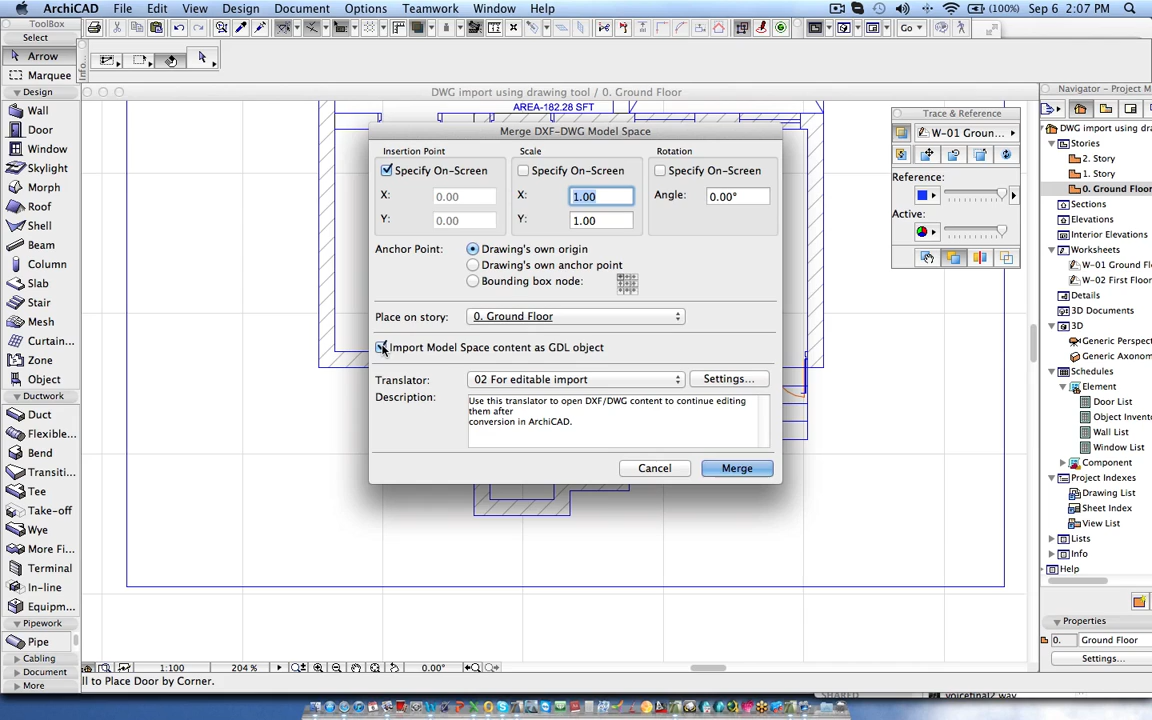 ArchiCAD File Edit View Design Document Options Teamwork Window Help (100%) Sep 6 2:07 PM
ToolBox
Select
Arrow
Marquee
Design
Wall
Door
Window
Skylight
Morph
Roof
Shell
Beam
Column
Slab
Stair
Mesh
Curtain...
Zone
Object
Ductwork
Duct
Flexible...
Bend
Transiti...
Tee
Take-off
Wye
More Fi...
Terminal
In-line
Equipm...
Pipework
Pipe
Cabling
Document
More
Info...
Go
DWG import using drawing tool / 0. Ground Floor
AREA-182.28 SFT
Merge DXF-DWG Model Space
Insertion Point Scale Rotation
Specify On-Screen Specify On-Screen Specify On-Screen
X: 0.00 X: 1.00 Angle: 0.00°
Y: 0.00 Y: 1.00
Anchor Point: Drawing's own origin
Drawing's own anchor point
Bounding box node:
Place on story: 0. Ground Floor
Import Model Space content as GDL object
Translator: 02 For editable import Settings...
Description: Use this translator to open DXF/DWG content to continue editing
them after
conversion in ArchiCAD.
Cancel Merge
Trace & Reference
W-01 Groun...
Reference:
Active:
Navigator - Project M
DWG import using dra
Stories
2. Story
1. Story
0. Ground Floor
Sections
Elevations
Interior Elevations
Worksheets
W-01 Ground Fl
W-02 First Floor
Details
3D Documents
3D
Generic Perspec
Generic Axonom
Schedules
Element
Door List
Object Invento
Wall List
Window List
Component
Project Indexes
Drawing List
Sheet Index
View List
Lists
Info
Help
Properties
0. Ground Floor
Settings...
1:100 204 % 0.00°
ll to Place Door by Corner.
SHARED
voicefinal2.wav